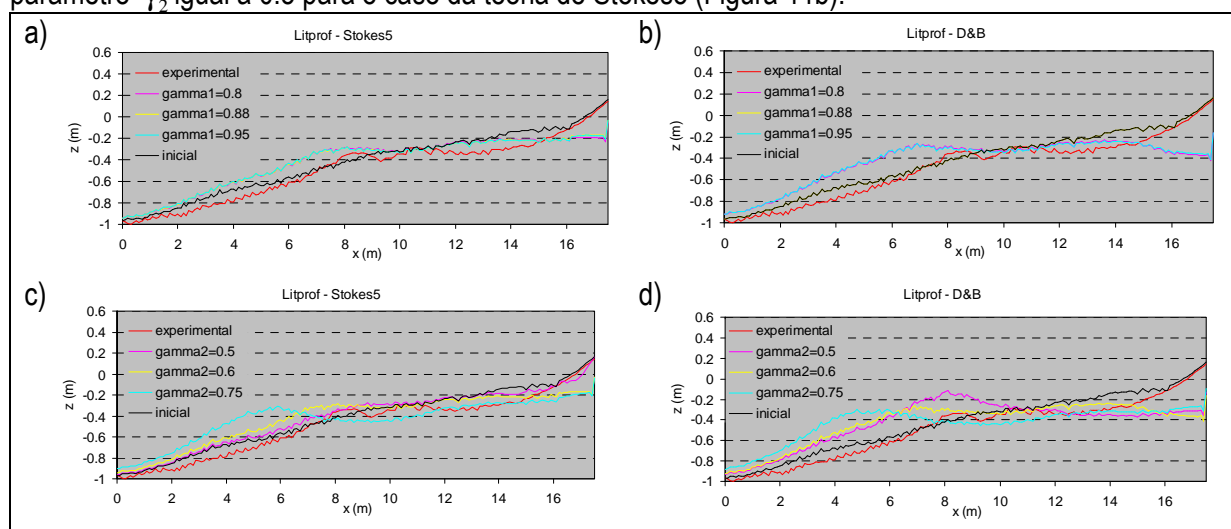 parâmetro γ₂ igual a 0.5 para o caso da teoria de Stokes5 (Figura 11b).
a)
Litprof - Stokes5
z (m)
0.6
0.4
0.2
0
-0.2
-0.4
-0.6
-0.8
-1
experimental
gamma1=0.8
gamma1=0.88
gamma1=0.95
inicial
0 2 4 6 8 10 12 14 16
x (m)
b)
Litprof - D&B
z (m)
0.6
0.4
0.2
0
-0.2
-0.4
-0.6
-0.8
-1
experimental
gamma1=0.8
gamma1=0.88
gamma1=0.95
inicial
0 2 4 6 8 10 12 14 16
x (m)
c)
Litprof - Stokes5
z (m)
0.6
0.4
0.2
0
-0.2
-0.4
-0.6
-0.8
-1
experimental
gamma2=0.5
gamma2=0.6
gamma2=0.75
inicial
0 2 4 6 8 10 12 14 16
x (m)
d)
Litprof - D&B
z (m)
0.6
0.4
0.2
0
-0.2
-0.4
-0.6
-0.8
-1
experimental
gamma2=0.5
gamma2=0.6
gamma2=0.75
inicial
0 2 4 6 8 10 12 14 16
x (m)